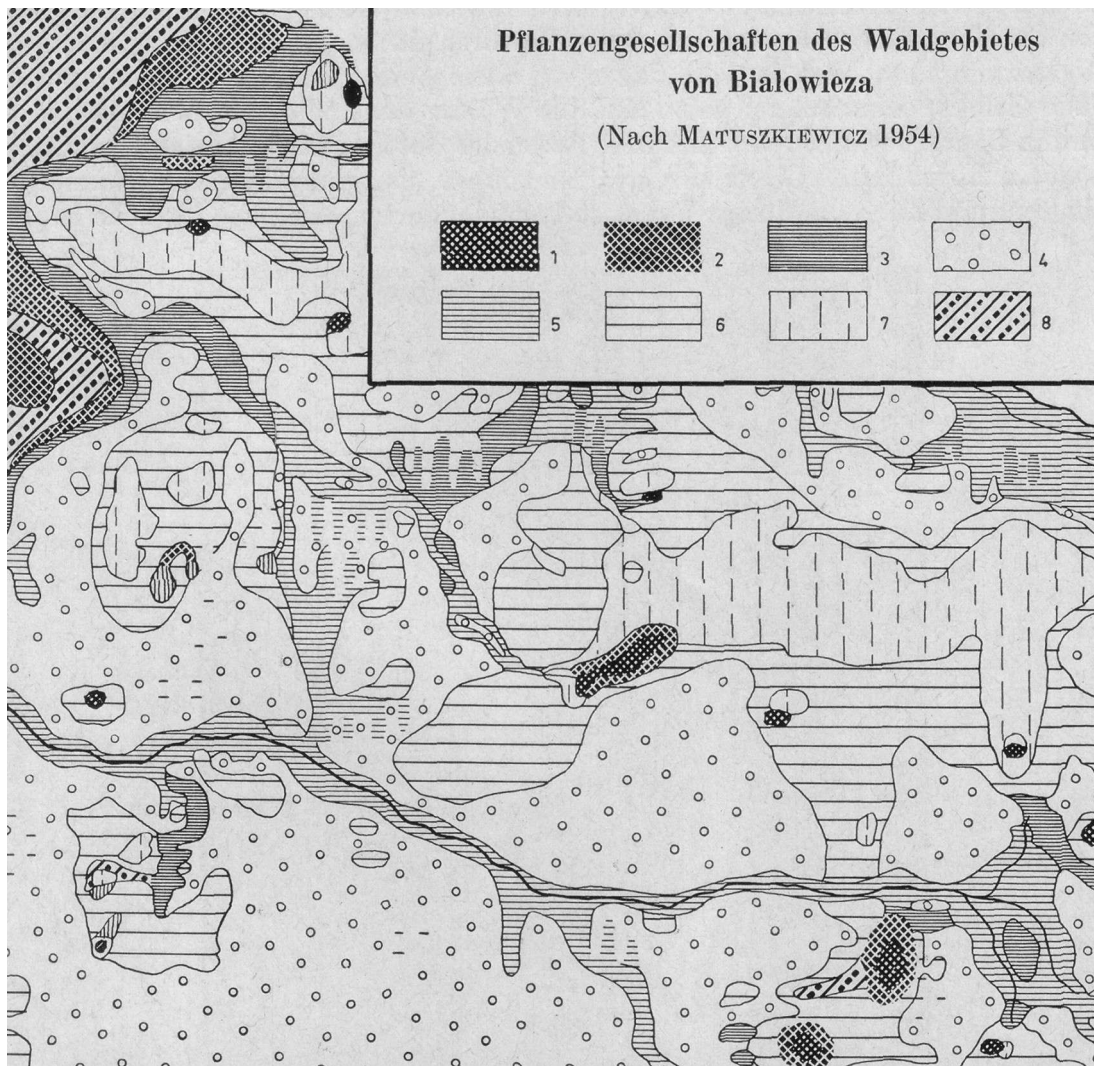 Pflanzengesellschaften des Waldgebietes
von Bialowieza
(Nach MATUSZKIEWICZ 1954)
1 2 3 4
5 6 7 8